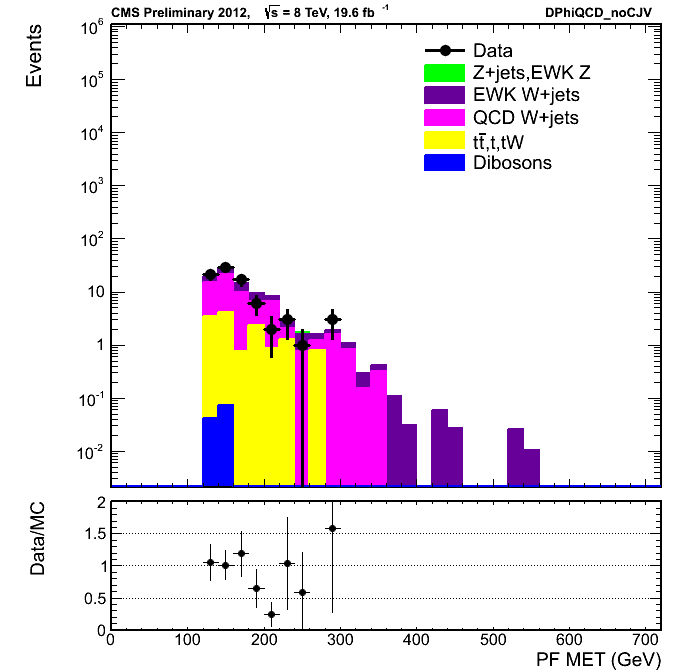 CMS Preliminary 2012, √s = 8 TeV, 19.6 fb⁻¹ DPhiQCD_noCJV
Events
10⁶
10⁵
10⁴
10³
10²
10
1
10⁻¹
10⁻²
Data
Z+jets,EWK Z
EWK W+jets
QCD W+jets
tt̄,t,tW
Dibosons
Data/MC
2
1.5
1
0.5
0
0 100 200 300 400 500 600 700
PF MET (GeV)